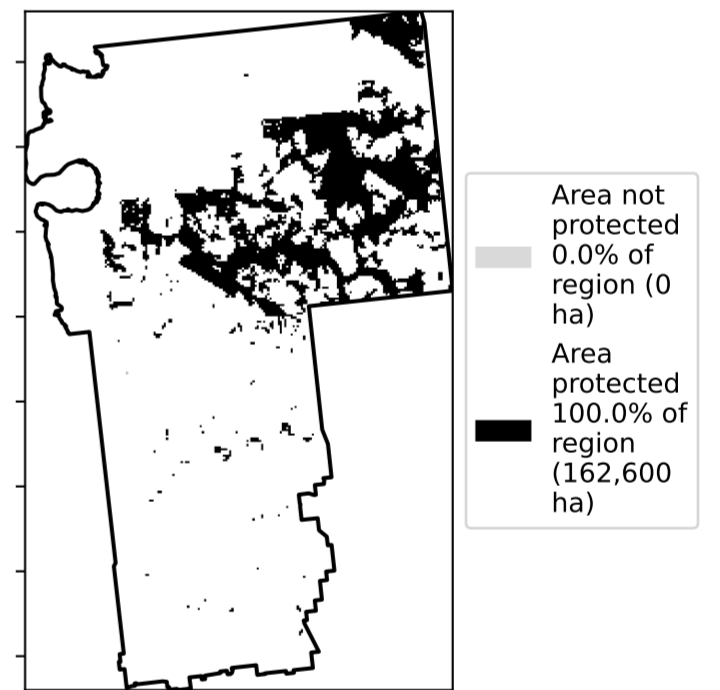 Area not
protected
0.0% of
region (0
ha)
Area
protected
100.0% of
region
(162,600
ha)